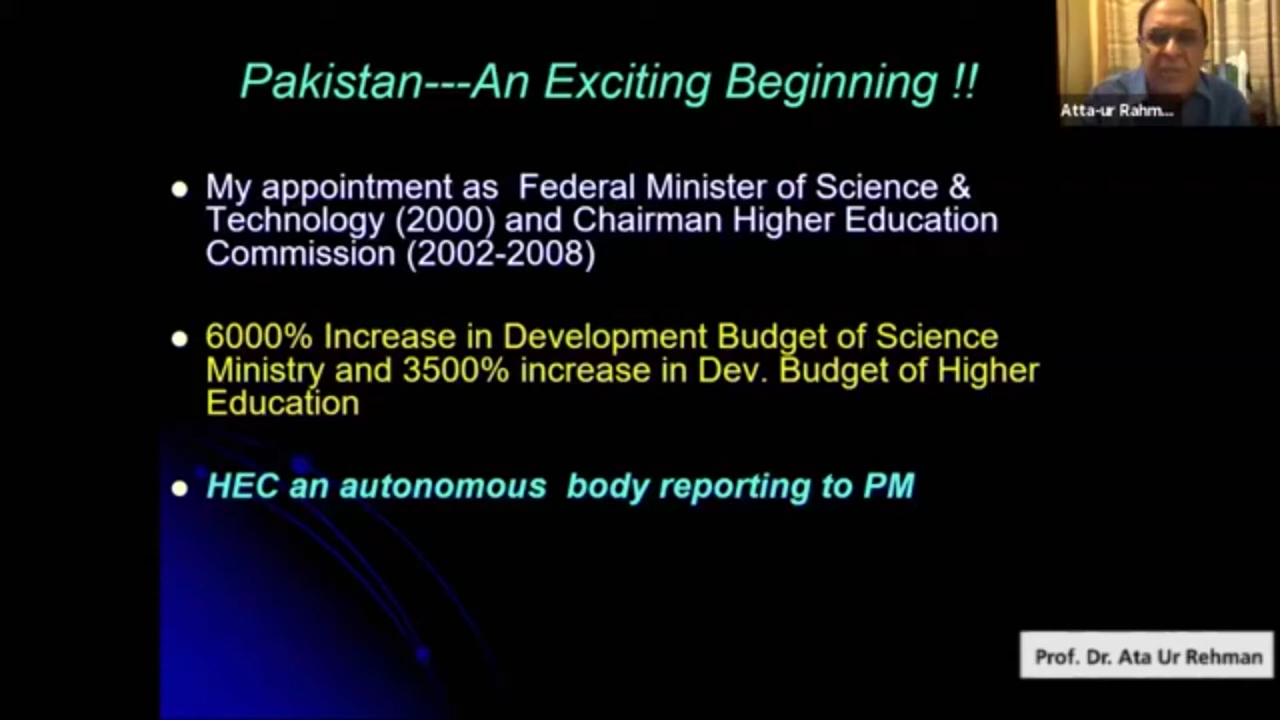 Pakistan---An Exciting Beginning !!
Atta-ur Rahm...
● My appointment as Federal Minister of Science &
Technology (2000) and Chairman Higher Education
Commission (2002-2008)
● 6000% Increase in Development Budget of Science
Ministry and 3500% increase in Dev. Budget of Higher
Education
● HEC an autonomous body reporting to PM
Prof. Dr. Ata Ur Rehman